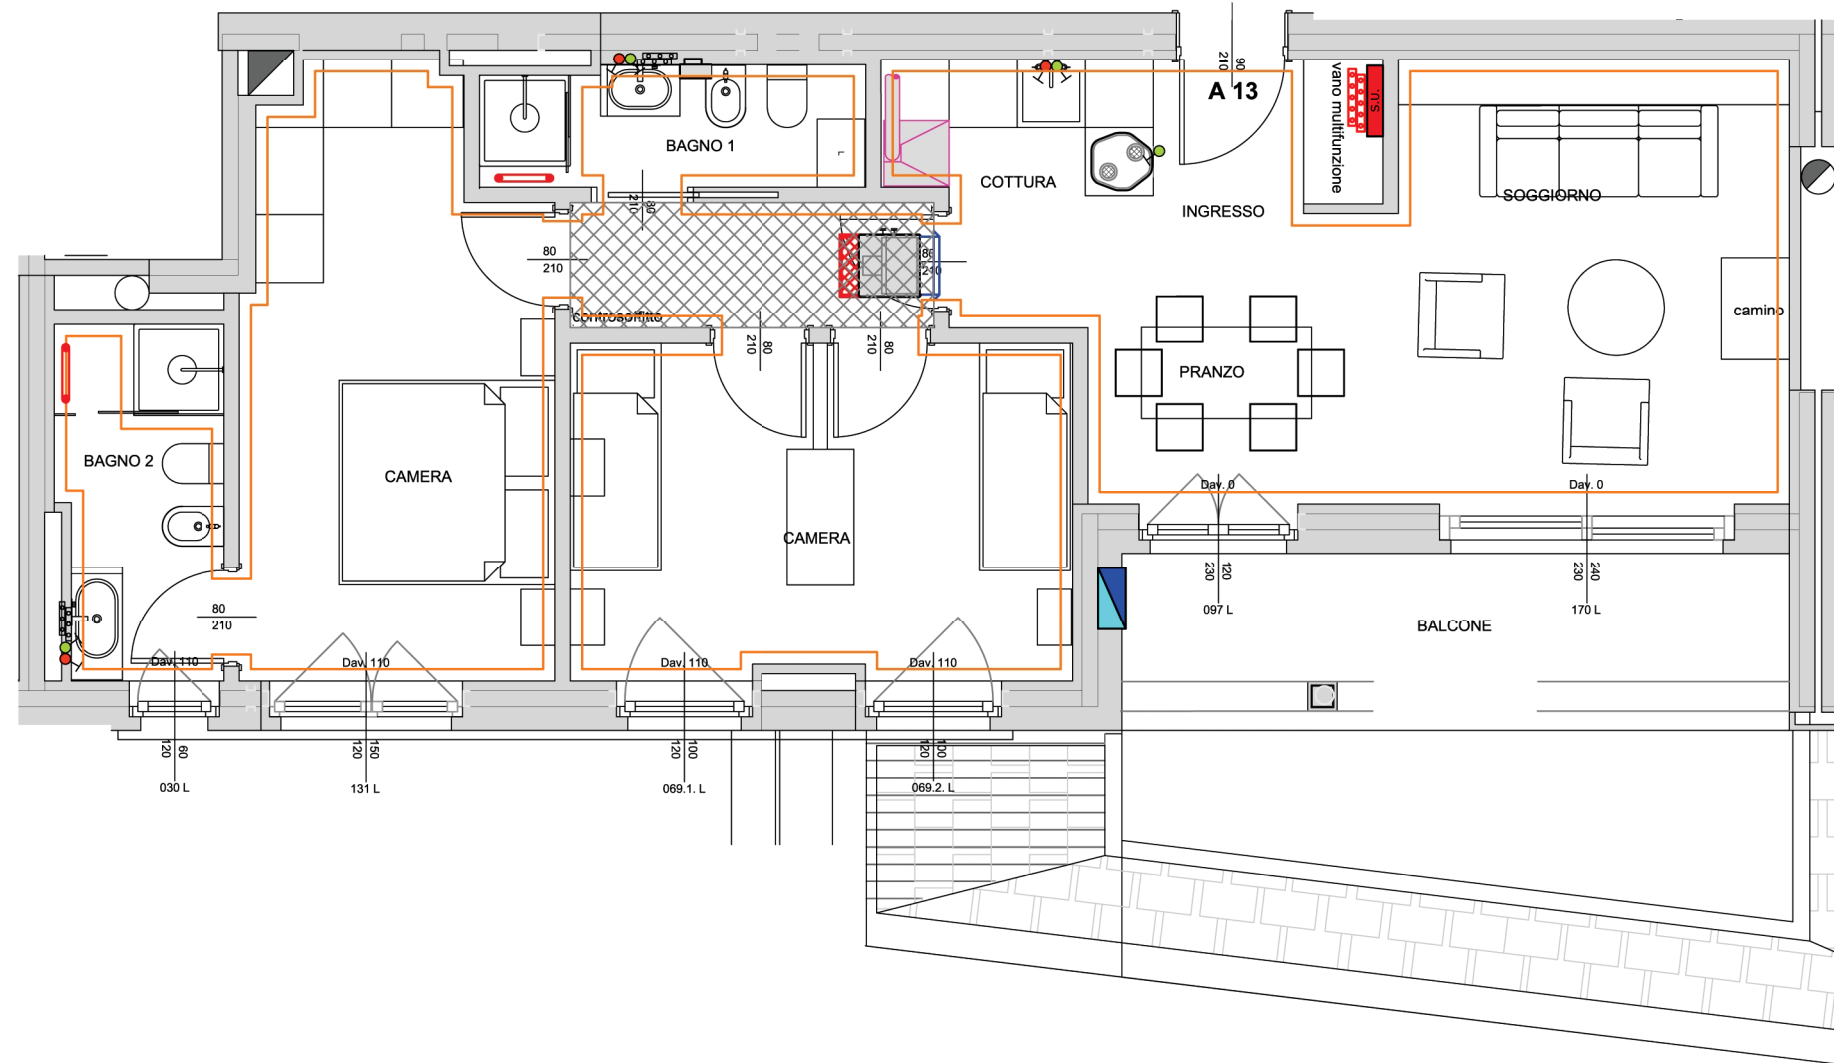 90
210
A 13
vano multifunzione
s.u.
BAGNO 1
L
COTTURA
INGRESSO
SOGGIORNO
80
210
80
210
80
210
controsoffitto
camino
80
210
80
210
PRANZO
BAGNO 2
CAMERA
CAMERA
Dav. 0
Dav. 0
120
230
097 L
240
230
170 L
BALCONE
80
210
Dav. 110
Dav. 110
Dav. 110
Dav. 110
60
120
030 L
150
120
131 L
100
120
069.1. L
100
120
069.2. L